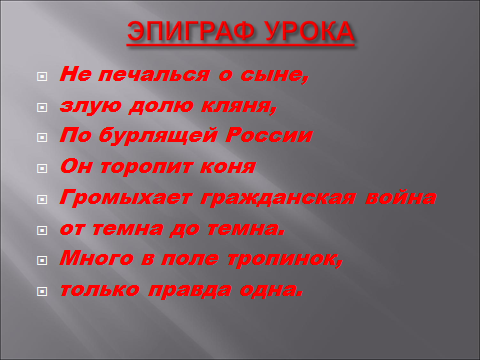 ЭПИГРАФ УРОКА
Не печалься о сыне,
злую долю кляня,
По бурлящей России
Он торопит коня
Громыхает гражданская война
от темна до темна.
Много в поле тропинок,
только правда одна.